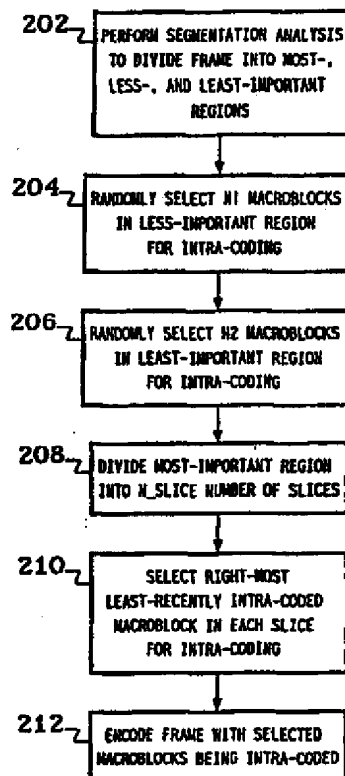 202
PERFORM SEGMENTATION ANALYSIS
TO DIVIDE FRAME INTO MOST-,
LESS-, AND LEAST-IMPORTANT
REGIONS
204
RANDOMLY SELECT N1 MACROBLOCKS
IN LESS-IMPORTANT REGION
FOR INTRA-CODING
206
RANDOMLY SELECT N2 MACROBLOCKS
IN LEAST-IMPORTANT REGION
FOR INTRA-CODING
208
DIVIDE MOST-IMPORTANT REGION
INTO N_SLICE NUMBER OF SLICES
210
SELECT RIGHT-MOST
LEAST-RECENTLY INTRA-CODED
MACROBLOCK IN EACH SLICE
FOR INTRA-CODING
212
ENCODE FRAME WITH SELECTED
MACROBLOCKS BEING INTRA-CODED